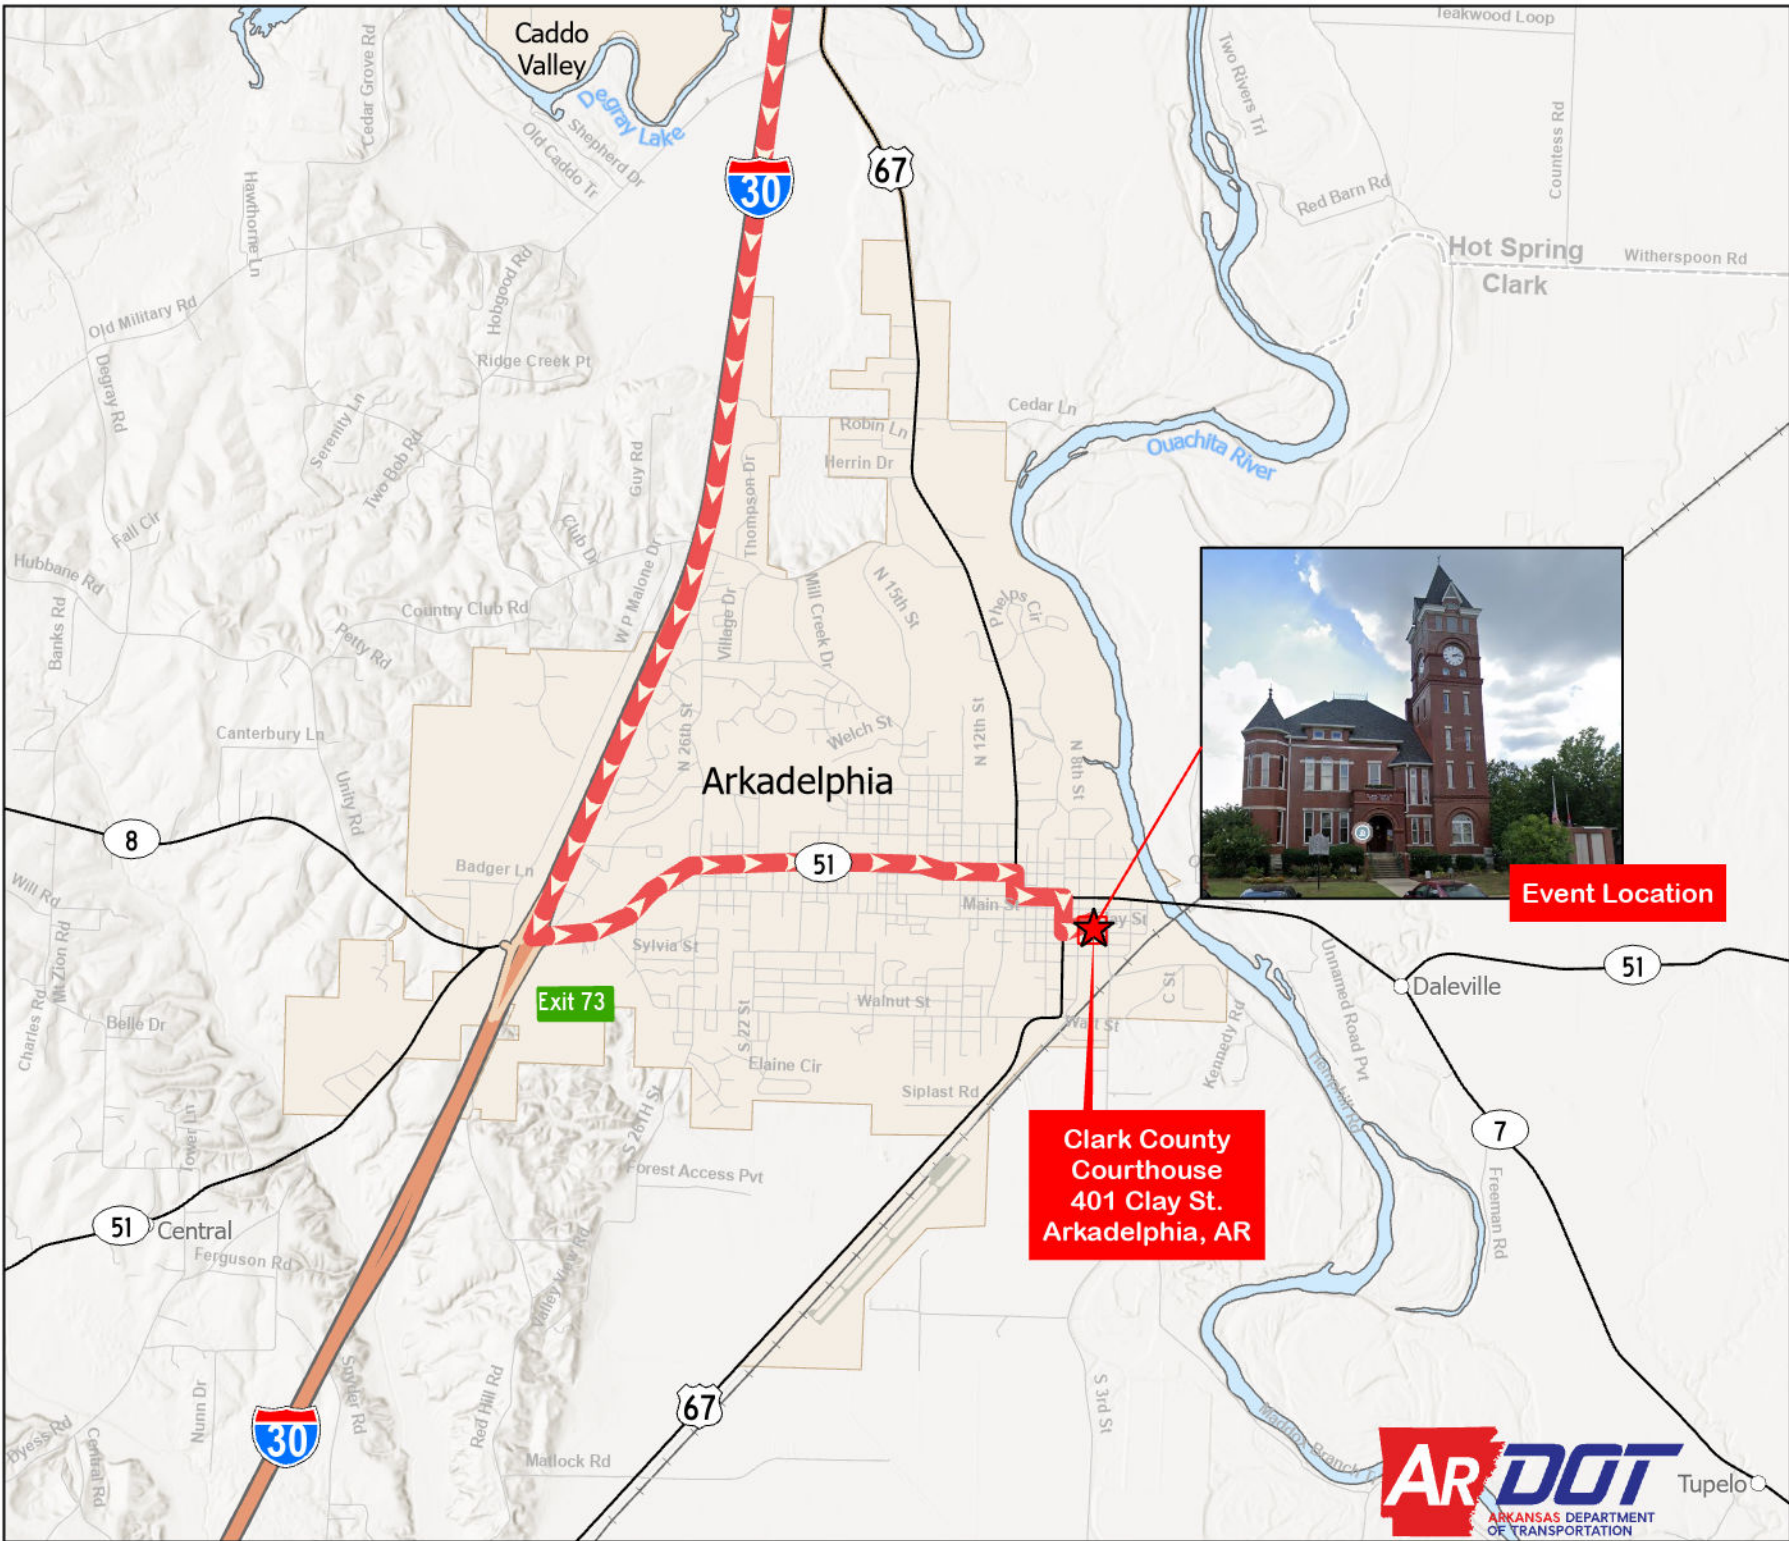 Teakwood Loop
Caddo
Valley
Cedar Grove Rd
Two Rivers Trl
Degray Lake
Shepherd Dr
Old Caddo Tr
Countess Rd
67
30
Hawthorne Ln
Red Barn Rd
Hot Spring
Clark
Witherspoon Rd
Hobgood Rd
Old Military Rd
Ridge Creek Pt
Degray Rd
Serenity Ln
Two Bob Rd
Guy Rd
Cedar Ln
Robin Ln
Herrin Dr
Ouachita River
Thompson Dr
Fall Cir
Club Dr
Hubbane Rd
W P Malone Dr
Mill Creek Dr
N 15th St
Phelps Cir
Country Club Rd
Village Dr
Banks Rd
Petty Rd
Canterbury Ln
N 26th St
Welch St
N 12th St
N 8th St
Unity Rd
Arkadelphia
8
51
Badger Ln
Will Rd
Main St
ay St
Event Location
Mt Zion Rd
Sylvia St
Unnamed Road Pvt
51
Daleville
C St
Exit 73
Walnut St
S 22 St
Charles Rd
Belle Dr
Kennedy Rd
Elaine Cir
Siplast Rd
Hemphill Rd
Tower Ln
S 26TH St
Clark County
Courthouse
401 Clay St.
Arkadelphia, AR
7
Forest Access Pvt
Freeman Rd
51
Central
Ferguson Rd
Valley View Rd
Snyder Rd
67
30
Nunn Dr
Red Hill Rd
S 3rd St
Dyess Rd
Central Rd
Matlock Rd
Maddox Branch
ARDOT
Tupelo
ARKANSAS DEPARTMENT
OF TRANSPORTATION